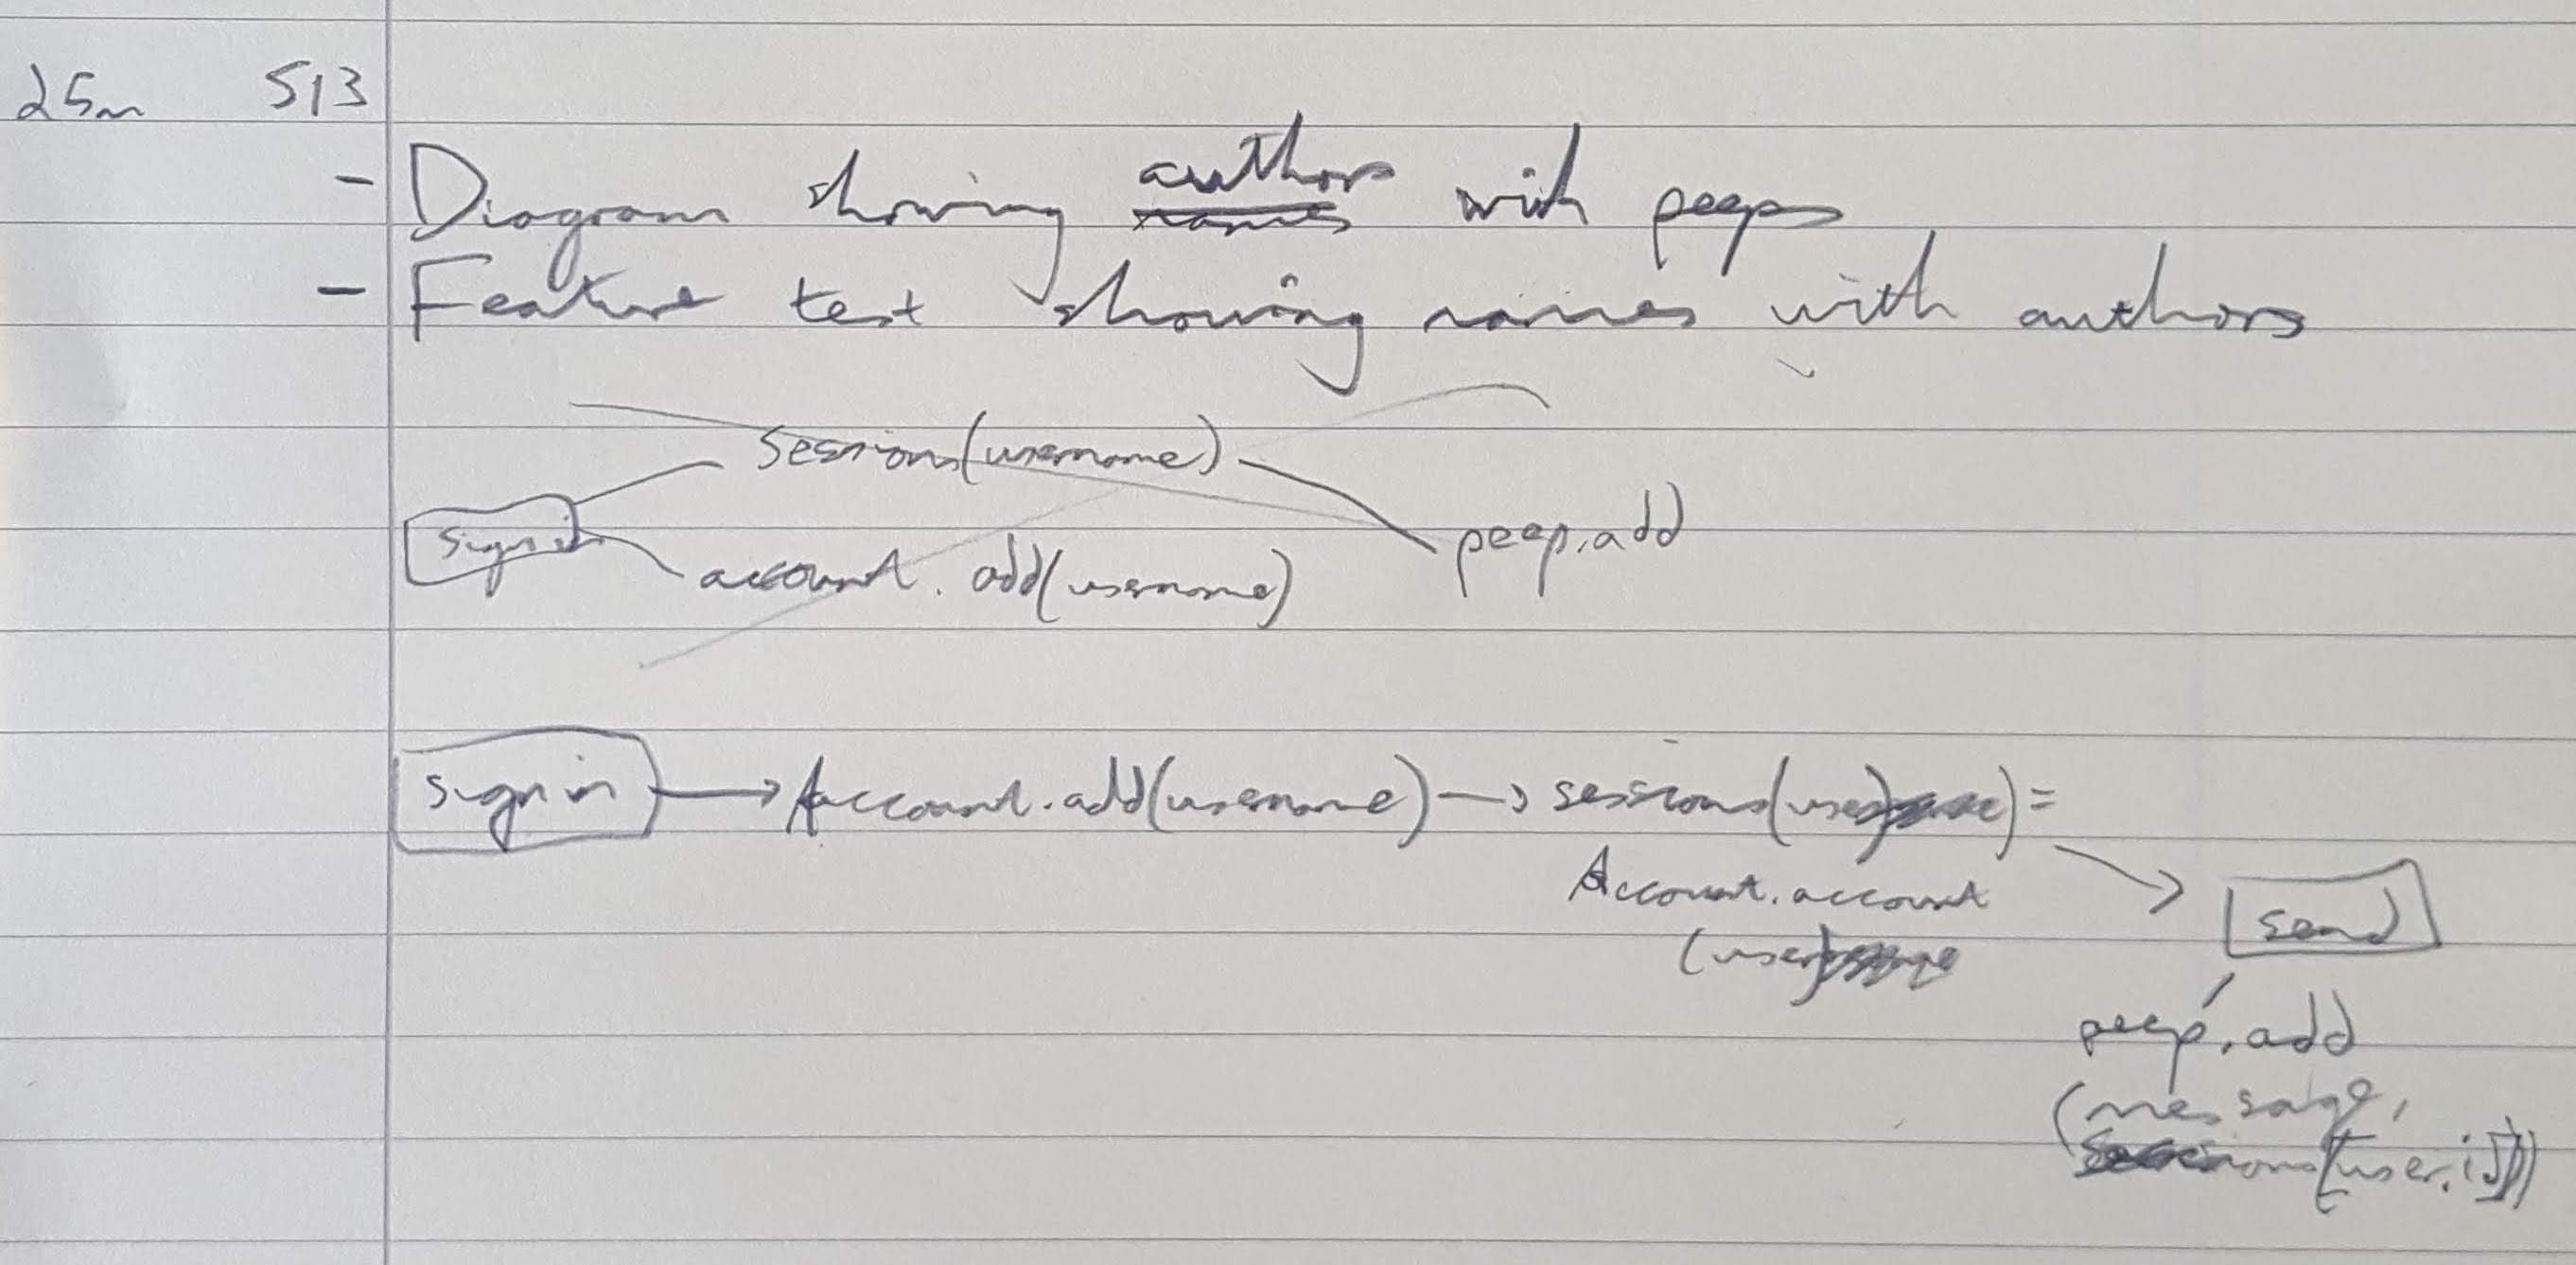 25m S13
- Diagram showing authors with peeps
- Feature test showing names with authors
sessions(username)
sign in
peep.add
account.add(username)
sign in → Account.add(username) → sessions(user) =
Account.account
(user)
send
peep.add
(message,
sessions[user.id])